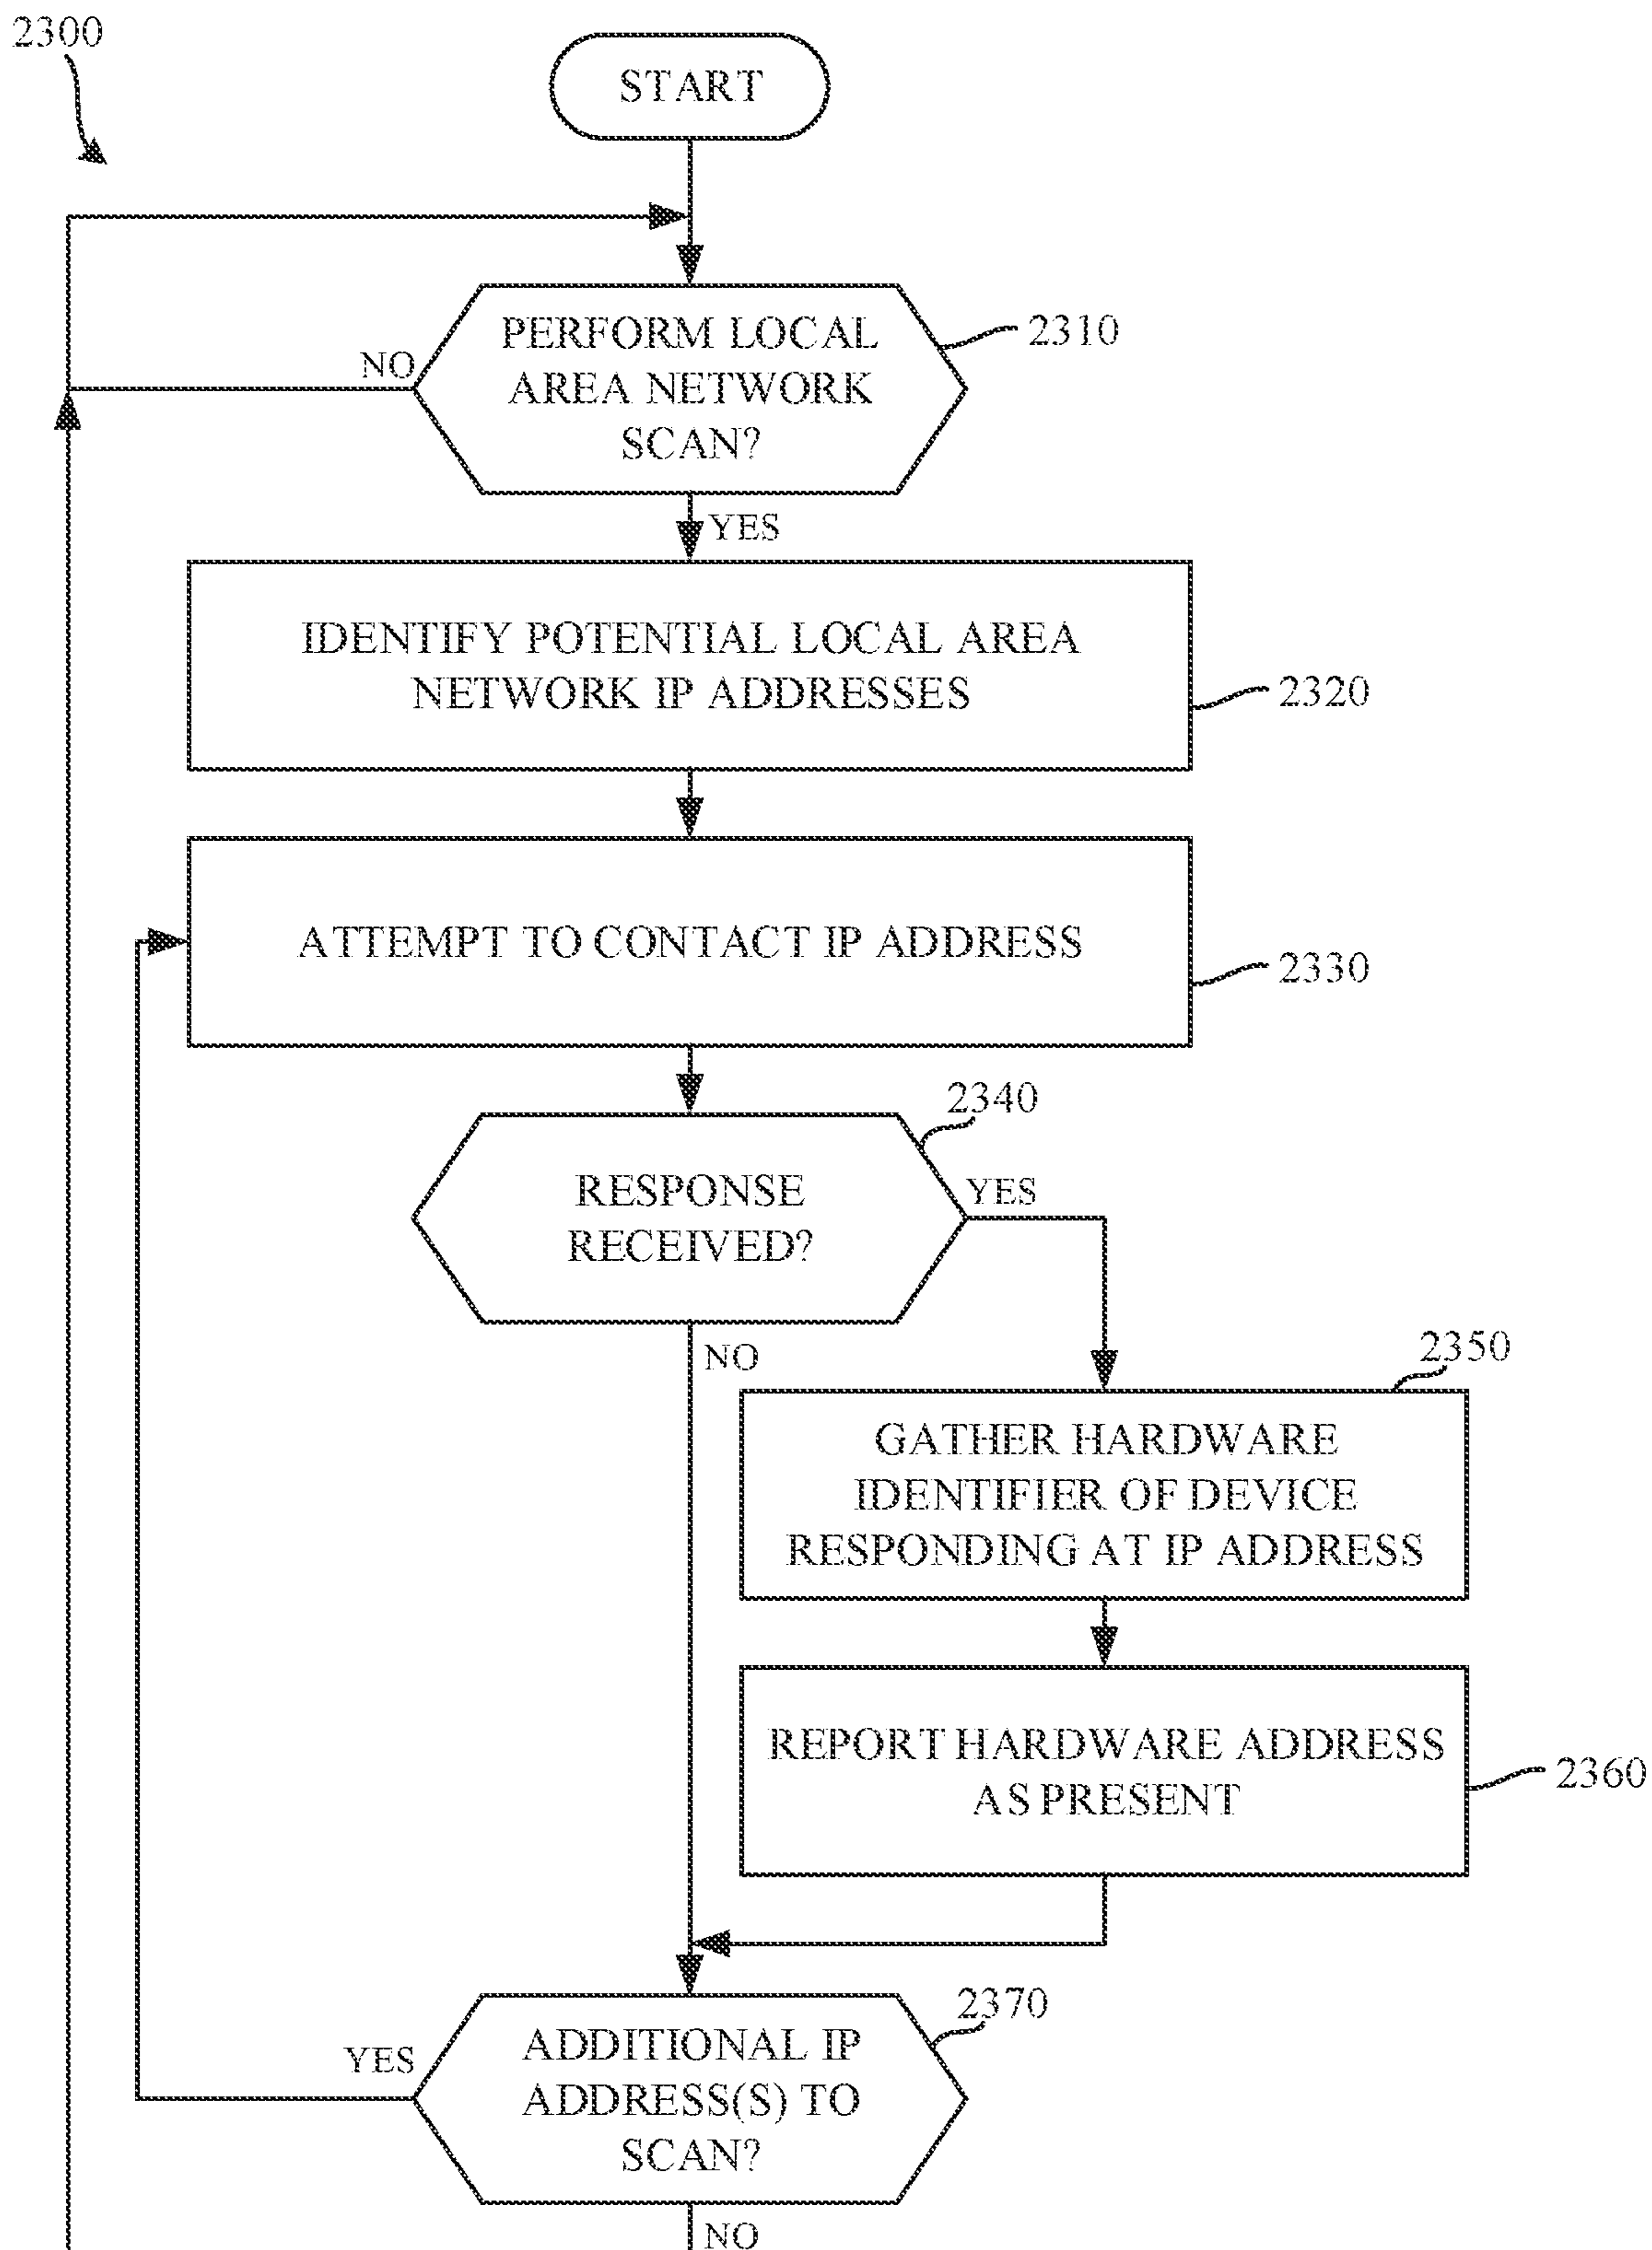 2300
START
PERFORM LOCAL
AREA NETWORK
SCAN?
2310
NO
YES
IDENTIFY POTENTIAL LOCAL AREA
NETWORK IP ADDRESSES
2320
ATTEMPT TO CONTACT IP ADDRESS
2330
2340
RESPONSE
RECEIVED?
YES
NO
2350
GATHER HARDWARE
IDENTIFIER OF DEVICE
RESPONDING AT IP ADDRESS
REPORT HARDWARE ADDRESS
AS PRESENT
2360
2370
YES
ADDITIONAL IP
ADDRESS(S) TO
SCAN?
NO